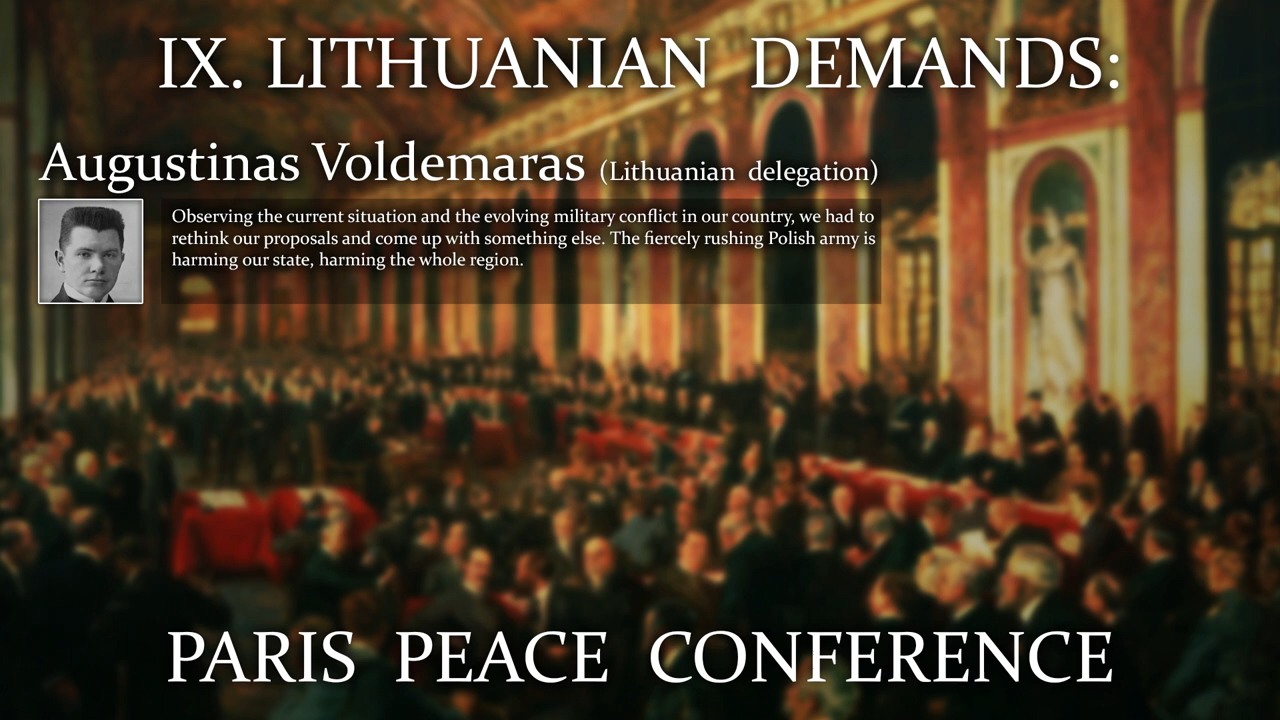 IX. LITHUANIAN DEMANDS:
Augustinas Voldemaras (Lithuanian delegation)
Observing the current situation and the evolving military conflict in our country, we had to
rethink our proposals and come up with something else. The fiercely rushing Polish army is
harming our state, harming the whole region.
PARIS PEACE CONFERENCE